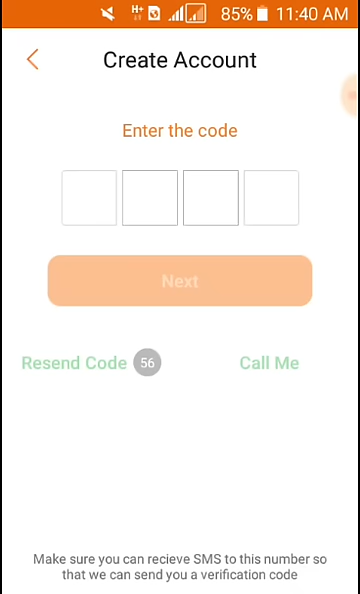 H+ 85% 11:40 AM
Create Account
Enter the code
Next
Resend Code 56 Call Me
Make sure you can recieve SMS to this number so
that we can send you a verification code